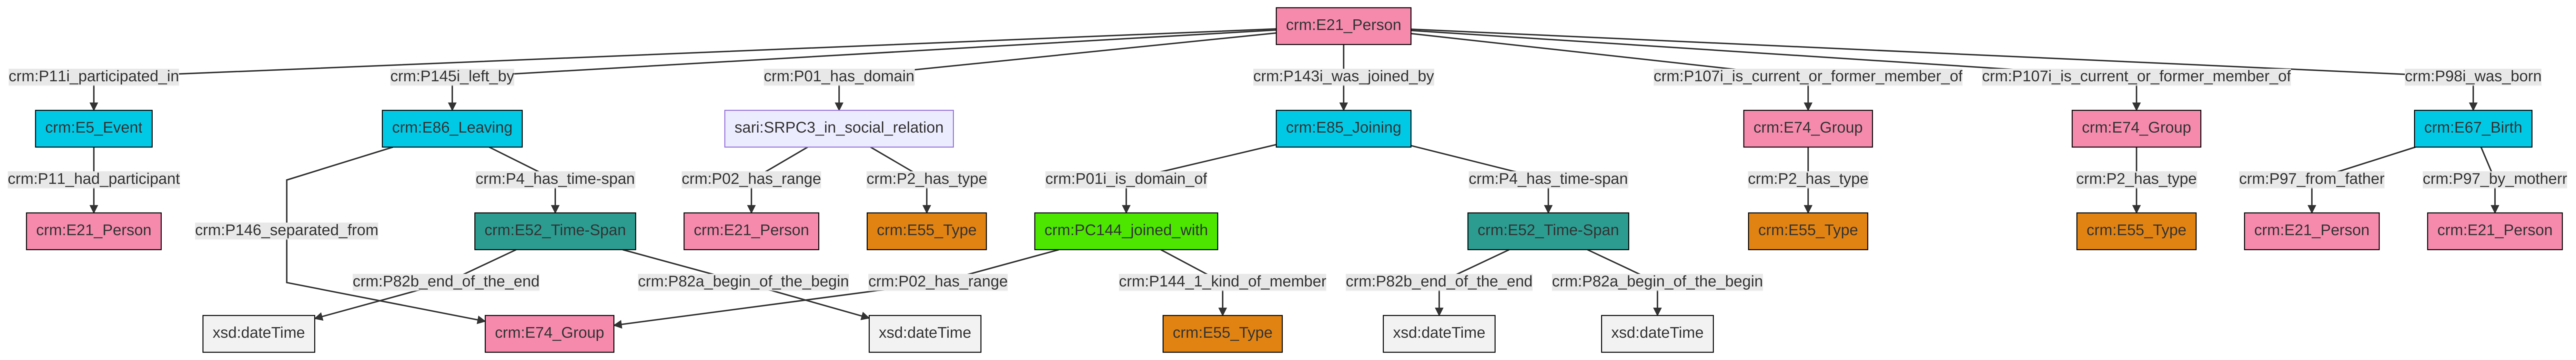 crm:E21_Person
crm:P11i_participated_in
crm:P145i_left_by
crm:P01_has_domain
crm:P143i_was_joined_by
crm:P107i_is_current_or_former_member_of
crm:P107i_is_current_or_former_member_of
crm:P98i_was_born
crm:E5_Event
crm:E86_Leaving
sari:SRPC3_in_social_relation
crm:E85_Joining
crm:E74_Group
crm:E74_Group
crm:E67_Birth
crm:P11_had_participant
crm:P4_has_time-span
crm:P02_has_range
crm:P2_has_type
crm:P01i_is_domain_of
crm:P4_has_time-span
crm:P2_has_type
crm:P2_has_type
crm:P97_from_father
crm:P97_by_motherr
crm:E21_Person
crm:P146_separated_from
crm:E52_Time-Span
crm:E21_Person
crm:E55_Type
crm:PC144_joined_with
crm:E52_Time-Span
crm:E55_Type
crm:E55_Type
crm:E21_Person
crm:E21_Person
crm:P82b_end_of_the_end
crm:P82a_begin_of_the_begin
crm:P02_has_range
crm:P144_1_kind_of_member
crm:P82b_end_of_the_end
crm:P82a_begin_of_the_begin
xsd:dateTime
crm:E74_Group
xsd:dateTime
crm:E55_Type
xsd:dateTime
xsd:dateTime